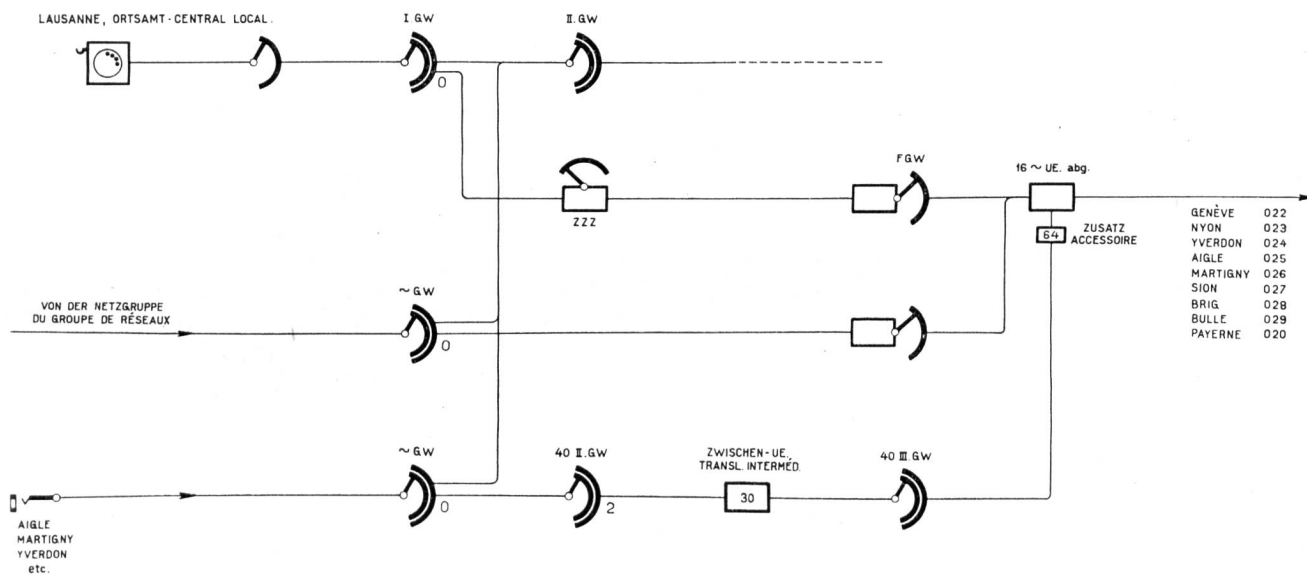 LAUSANNE, ORTSAMT - CENTRAL LOCAL.
I GW
II. GW
0
ZZZ
FGW
16 ~ UE. abg.
64
ZUSATZ
ACCESSOIRE
GENÈVE 022
NYON 023
YVERDON 024
AIGLE 025
MARTIGNY 026
SION 027
BRIG 028
BULLE 029
PAYERNE 020
VON DER NETZGRUPPE
DU GROUPE DE RÉSEAUX
~ GW
0
~ GW
0
40 II. GW
2
ZWISCHEN-UE.
TRANSL. INTERMÉD.
30
40 III. GW
AIGLE
MARTIGNY
YVERDON
etc.